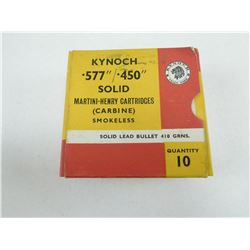 KYNOCH
.577"/.450"
SOLID
MARTINI-HENRY CARTRIDGES
(CARBINE)
SMOKELESS
SOLID LEAD BULLET 410 GRNS.
QUANTITY
10